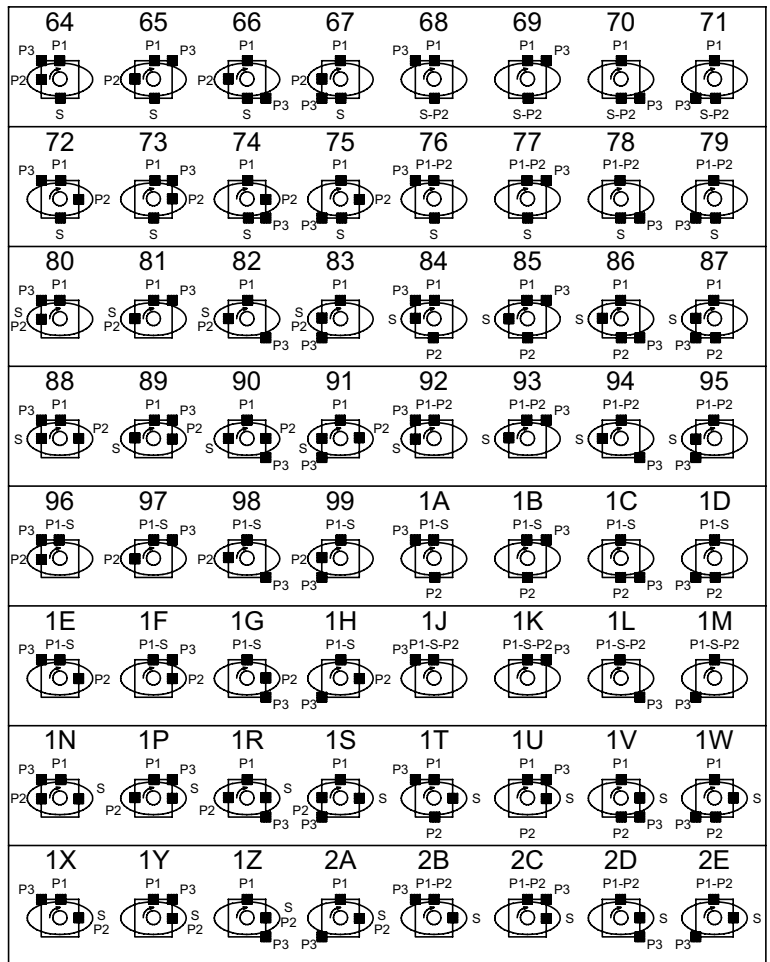 64 65 66 67 68 69 70 71
P3 P1 P1 P3 P1 P1 P3 P1 P1 P3 P1 P1
P2 P2 P2 P2
P3 P3 P3 P3
S S S S S-P2 S-P2 S-P2 S-P2
72 73 74 75 76 77 78 79
P3 P1 P1 P3 P1 P1 P3 P1-P2 P1-P2 P3 P1-P2 P1-P2
P2 P2 P2 P2
P3 P3 P3 P3
S S S S S S S S
80 81 82 83 84 85 86 87
P3 P1 P1 P3 P1 P1 P3 P1 P1 P3 P1 P1
S S S S S S S S
P2 P2 P2 P2
P3 P3 P2 P2 P2 P3 P3 P2
88 89 90 91 92 93 94 95
P3 P1 P1 P3 P1 P1 P3 P1-P2 P1-P2 P3 P1-P2 P1-P2
P2 P2 P2 P2
S S S S S S S S
P3 P3 P3 P3
96 97 98 99 1A 1B 1C 1D
P3 P1-S P1-S P3 P1-S P1-S P3 P1-S P1-S P3 P1-S P1-S
P2 P2 P2 P2
P3 P3 P2 P2 P2 P3 P3 P2
1E 1F 1G 1H 1J 1K 1L 1M
P3 P1-S P1-S P3 P1-S P1-S P3 P1-S-P2 P1-S-P2 P3 P1-S-P2 P1-S-P2
P2 P2 P2 P2
P3 P3 P3 P3
1N 1P 1R 1S 1T 1U 1V 1W
P3 P1 P1 P3 P1 P1 P3 P1 P1 P3 P1 P1
S S S S
P2 P2 P2 P2 S S S S
P3 P3 P2 P2 P2 P3 P3 P2
1X 1Y 1Z 2A 2B 2C 2D 2E
P3 P1 P1 P3 P1 P1 P3 P1-P2 P1-P2 P3 P1-P2 P1-P2
S S S S S S S S
P2 P2 P2 P2
P3 P3 P3 P3